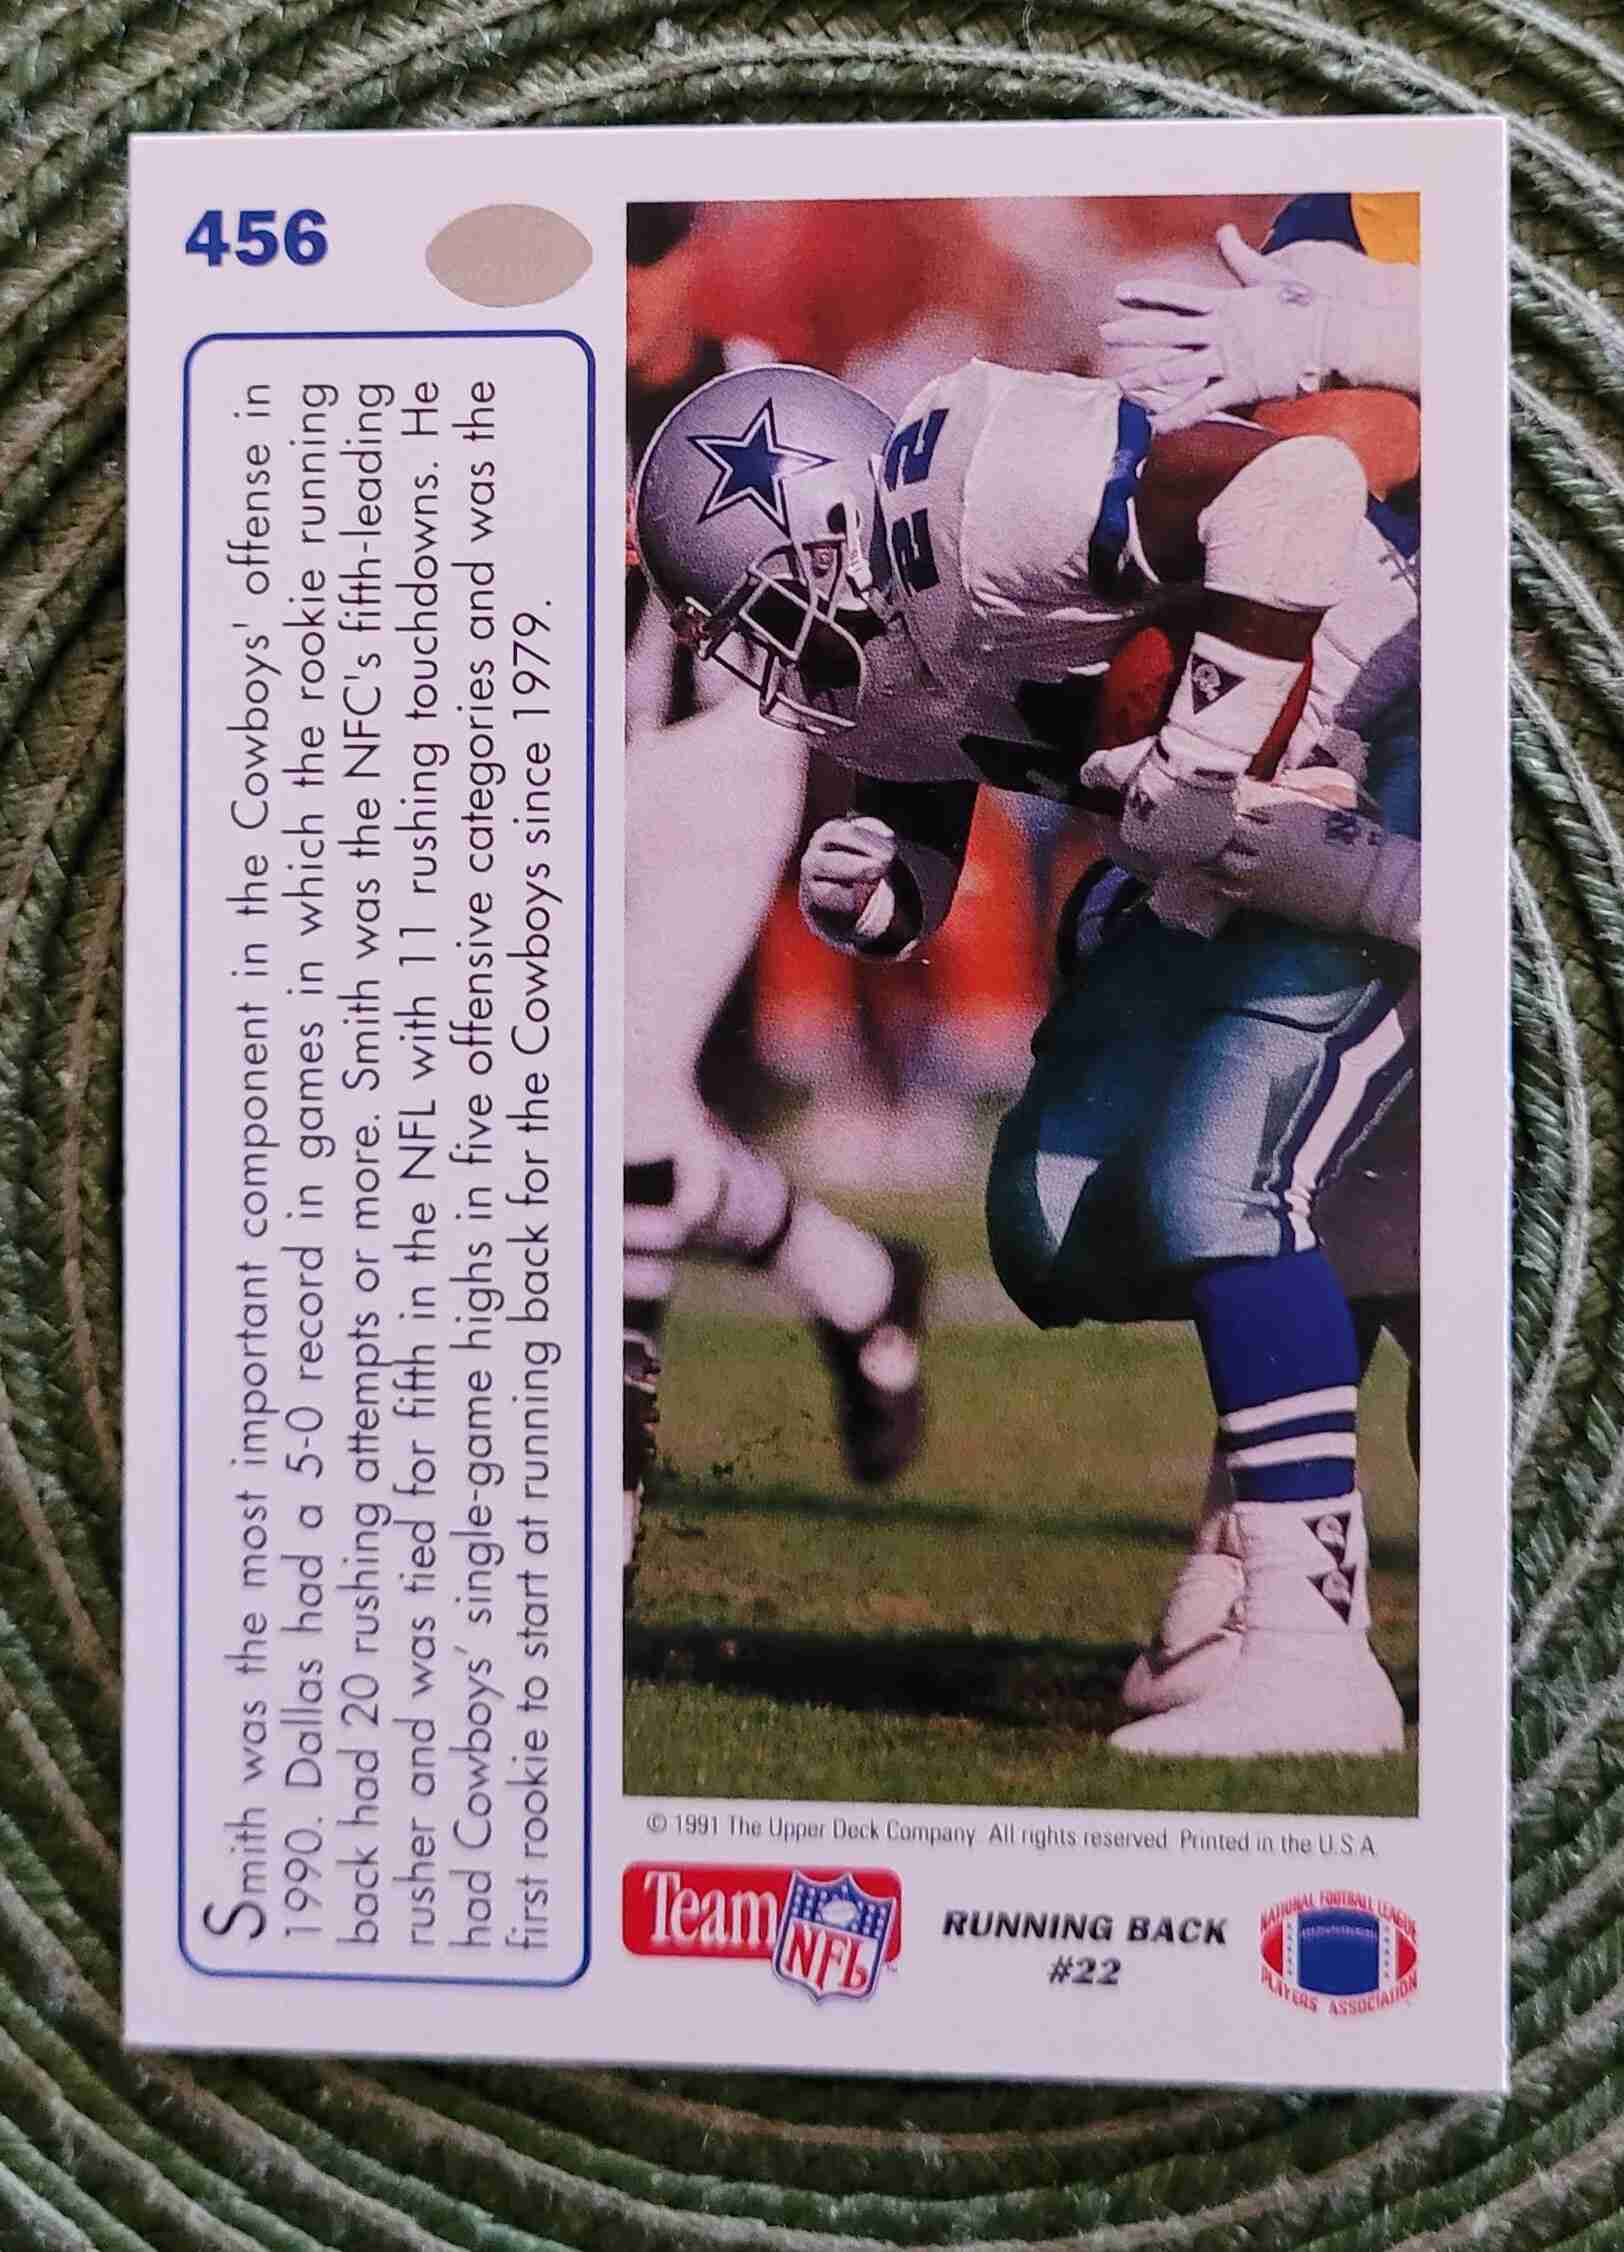 456
Smith was the most important component in the Cowboys' offense in
1990. Dallas had a 5-0 record in games in which the rookie running
back had 20 rushing attempts or more. Smith was the NFC's fifth-leading
rusher and was tied for fifth in the NFL with 11 rushing touchdowns. He
had Cowboys' single-game highs in five offensive categories and was the
first rookie to start at running back for the Cowboys since 1979.
22
© 1991 The Upper Deck Company. All rights reserved. Printed in the U.S.A.
Team NFL
RUNNING BACK
#22
NATIONAL FOOTBALL LEAGUE
PLAYERS ASSOCIATION